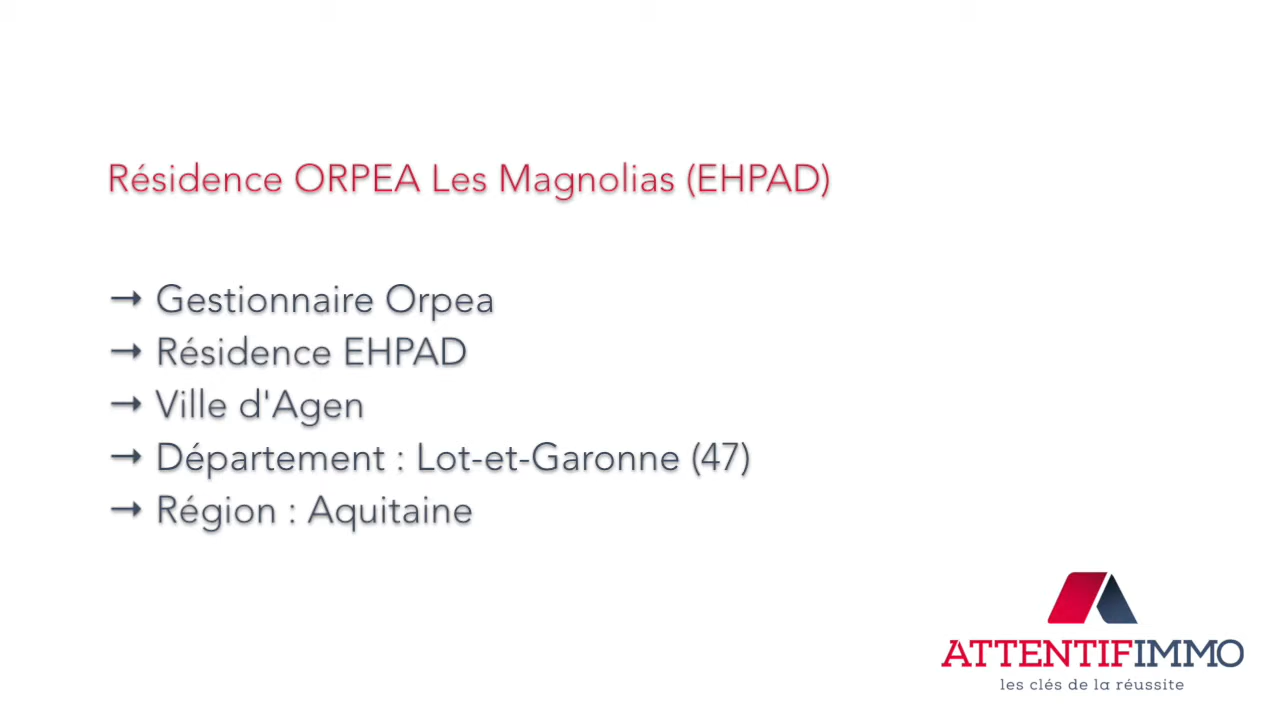 Résidence ORPEA Les Magnolias (EHPAD)
→ Gestionnaire Orpea
→ Résidence EHPAD
→ Ville d'Agen
→ Département : Lot-et-Garonne (47)
→ Région : Aquitaine
ATTENTIFIMMO
les clés de la réussite